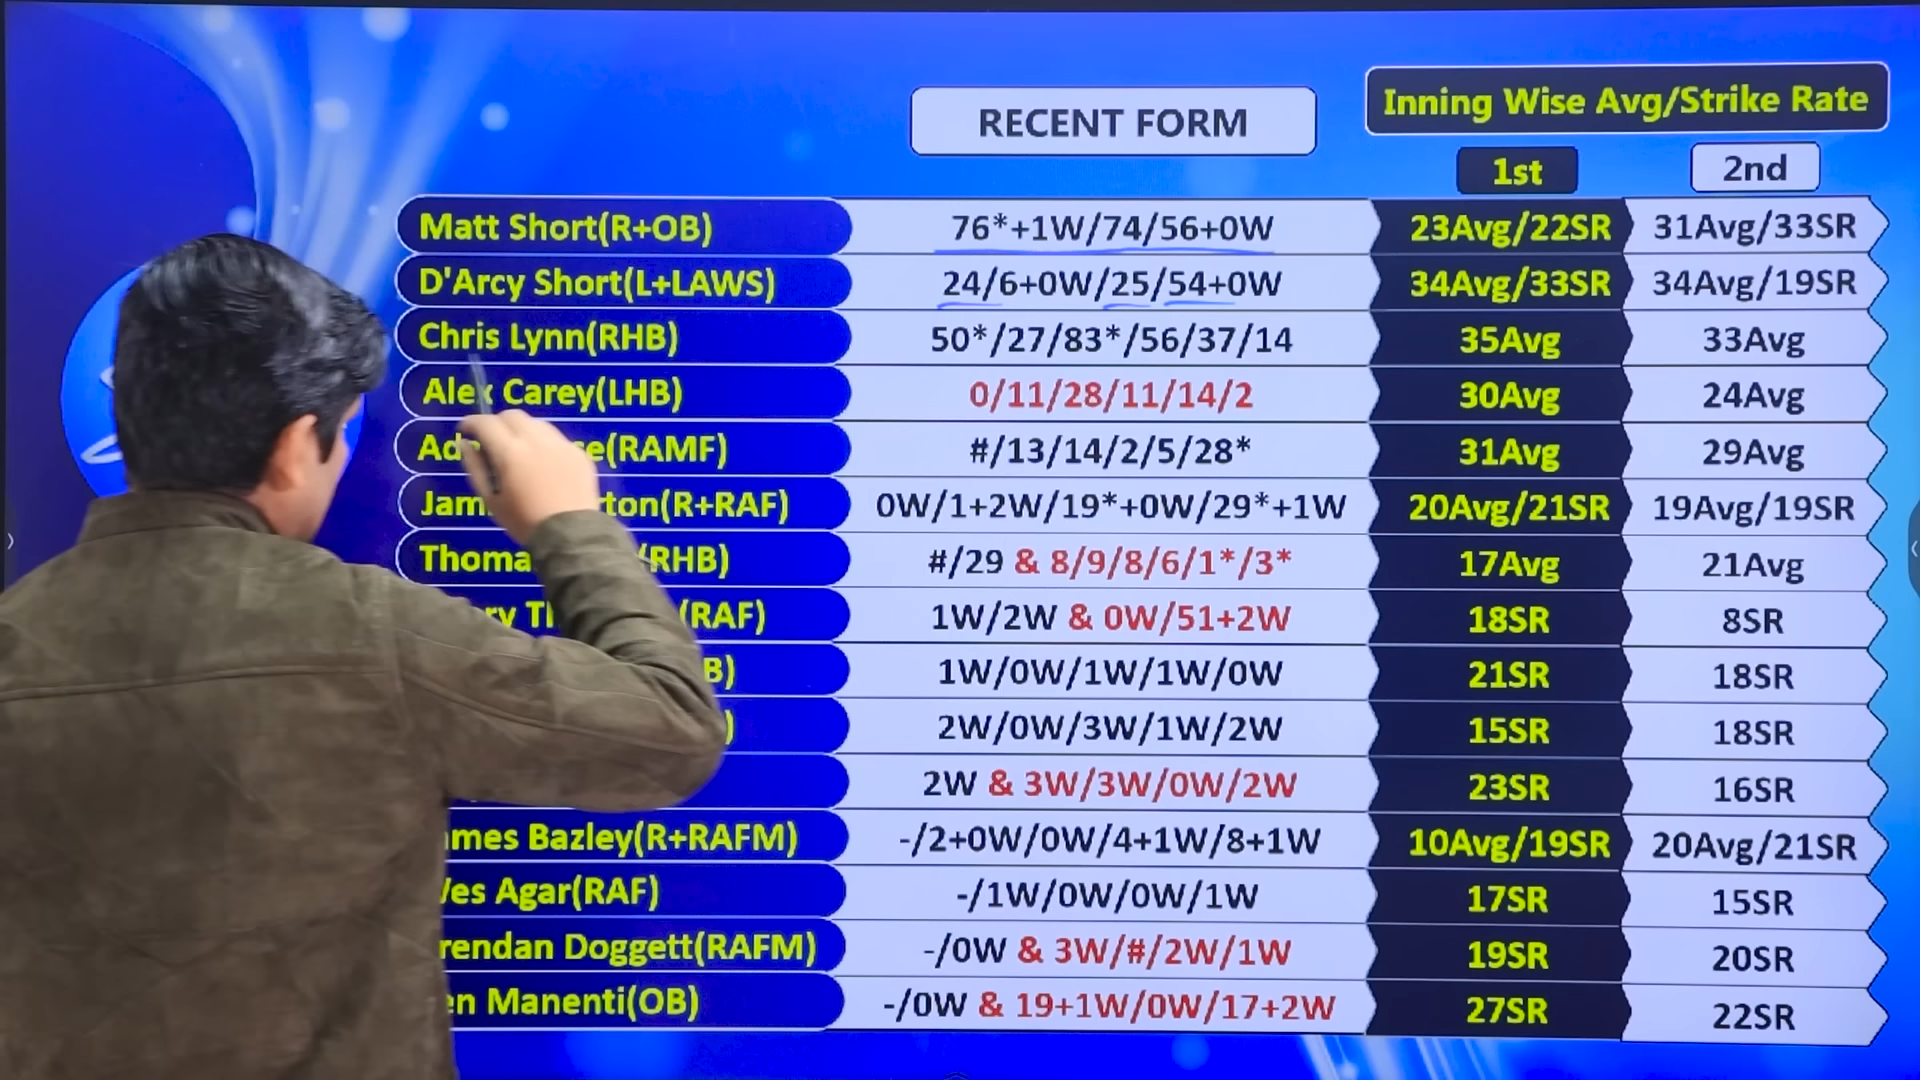 RECENT FORM
Inning Wise Avg/Strike Rate
1st 2nd
Matt Short(R+OB) 76*+1W/74/56+0W 23Avg/22SR 31Avg/33SR
D'Arcy Short(L+LAWS) 24/6+0W/25/54+0W 34Avg/33SR 34Avg/19SR
Chris Lynn(RHB) 50*/27/83*/56/37/14 35Avg 33Avg
Alex Carey(LHB) 0/11/28/11/14/2 30Avg 24Avg
(RAMF) #/13/14/2/5/28* 31Avg 29Avg
(R+RAF) 0W/1+2W/19*+0W/29*+1W 20Avg/21SR 19Avg/19SR
(RHB) #/29 & 8/9/8/6/1*/3* 17Avg 21Avg
(RAF) 1W/2W & 0W/51+2W 18SR 8SR
1W/0W/1W/1W/0W 21SR 18SR
2W/0W/3W/1W/2W 15SR 18SR
2W & 3W/3W/0W/2W 23SR 16SR
mes Bazley(R+RAFM) -/2+0W/0W/4+1W/8+1W 10Avg/19SR 20Avg/21SR
es Agar(RAF) -/1W/0W/0W/1W 17SR 15SR
rendan Doggett(RAFM) -/0W & 3W/#/2W/1W 19SR 20SR
en Manenti(OB) -/0W & 19+1W/0W/17+2W 27SR 22SR